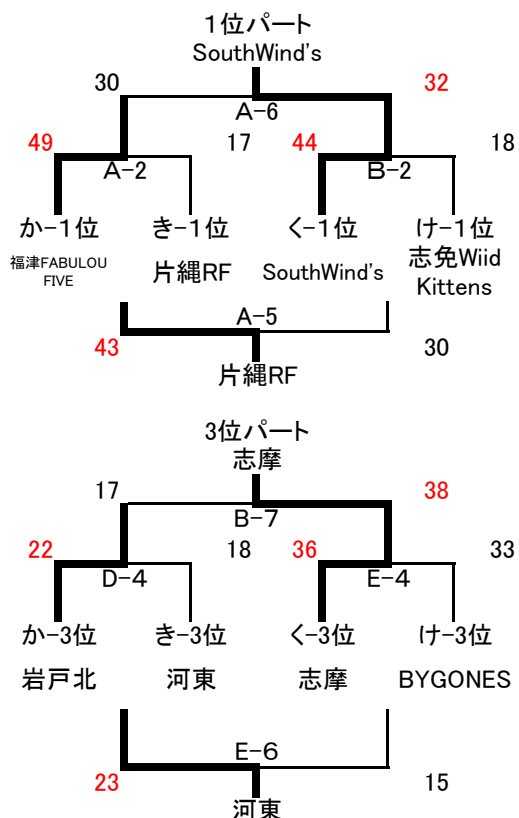 1位パート
SouthWind's
30
32
A-6
49
17
44
18
A-2
B-2
か-1位
き-1位
く-1位
け-1位
福津FABULOU
FIVE
片縄RF
SouthWind's
志免Wiid
Kittens
A-5
43
30
片縄RF
3位パート
志摩
17
38
B-7
22
18
36
33
D-4
E-4
か-3位
き-3位
く-3位
け-3位
岩戸北
河東
志摩
BYGONES
E-6
23
15
河東